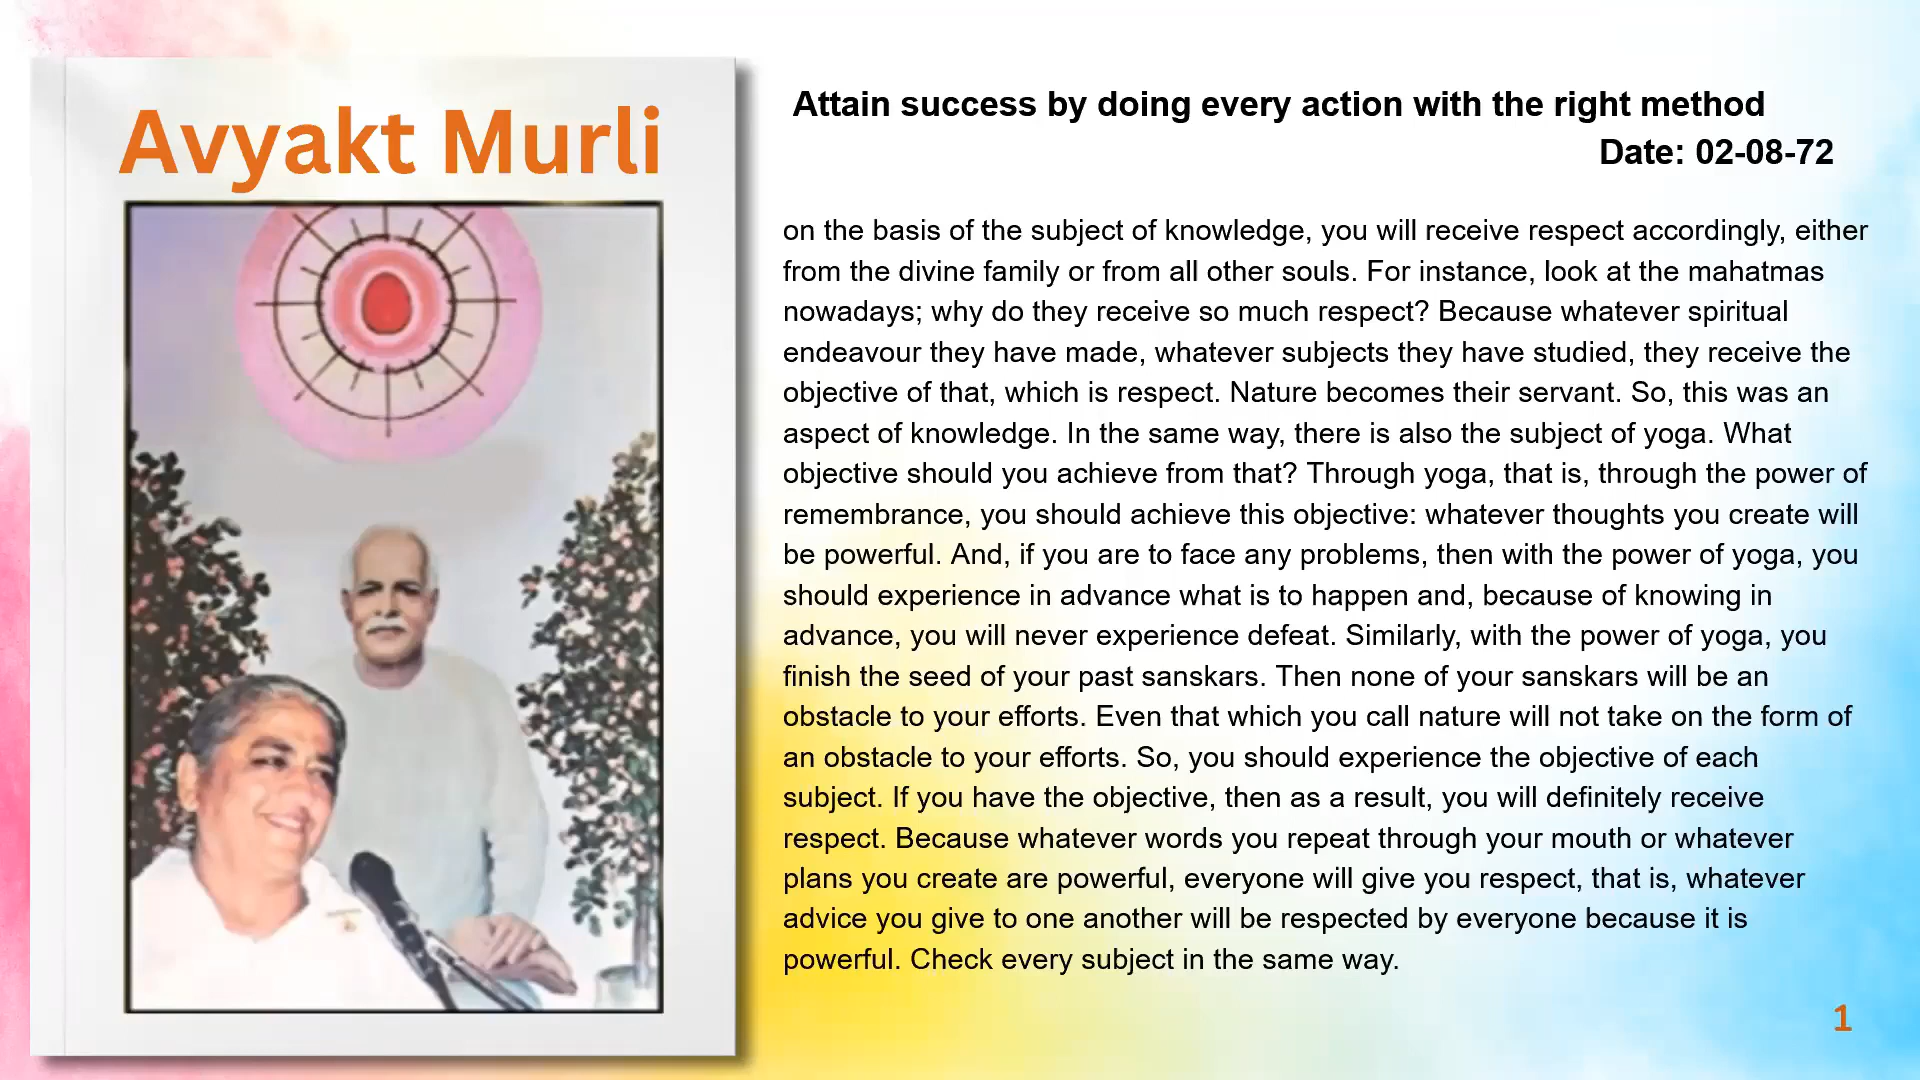 Avyakt Murli
Attain success by doing every action with the right method
Date: 02-08-72
on the basis of the subject of knowledge, you will receive respect accordingly, either
from the divine family or from all other souls. For instance, look at the mahatmas
nowadays; why do they receive so much respect? Because whatever spiritual
endeavour they have made, whatever subjects they have studied, they receive the
objective of that, which is respect. Nature becomes their servant. So, this was an
aspect of knowledge. In the same way, there is also the subject of yoga. What
objective should you achieve from that? Through yoga, that is, through the power of
remembrance, you should achieve this objective: whatever thoughts you create will
be powerful. And, if you are to face any problems, then with the power of yoga, you
should experience in advance what is to happen and, because of knowing in
advance, you will never experience defeat. Similarly, with the power of yoga, you
finish the seed of your past sanskars. Then none of your sanskars will be an
obstacle to your efforts. Even that which you call nature will not take on the form of
an obstacle to your efforts. So, you should experience the objective of each
subject. If you have the objective, then as a result, you will definitely receive
respect. Because whatever words you repeat through your mouth or whatever
plans you create are powerful, everyone will give you respect, that is, whatever
advice you give to one another will be respected by everyone because it is
powerful. Check every subject in the same way.
1